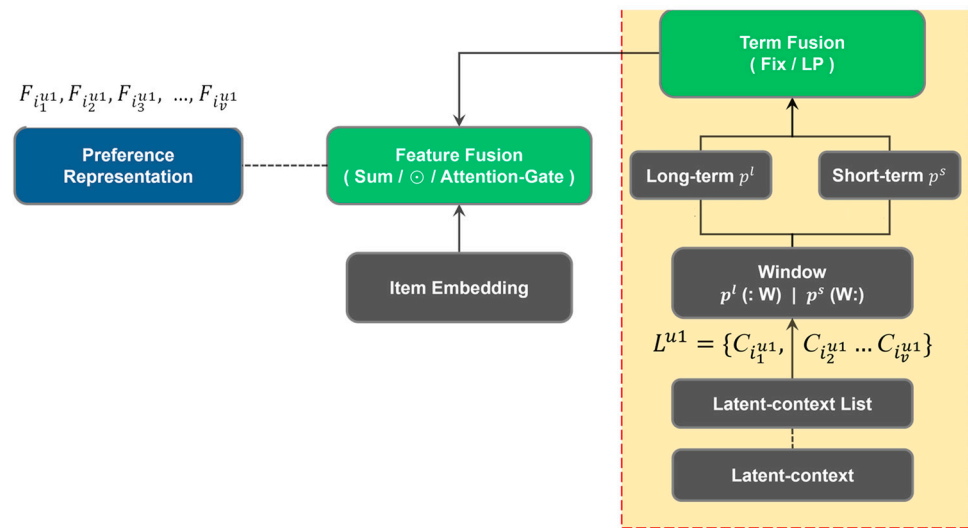 Term Fusion
( Fix / LP )
F_{i_1^{u1}}, F_{i_2^{u1}}, F_{i_3^{u1}}, …, F_{i_v^{u1}}
Preference
Representation
Feature Fusion
( Sum / ⊙ / Attention-Gate )
Long-term p^l
Short-term p^s
Item Embedding
Window
p^l (: W) | p^s (W:)
L^{u1} = {C_{i_1^{u1}}, C_{i_2^{u1}} … C_{i_v^{u1}}}
Latent-context List
Latent-context